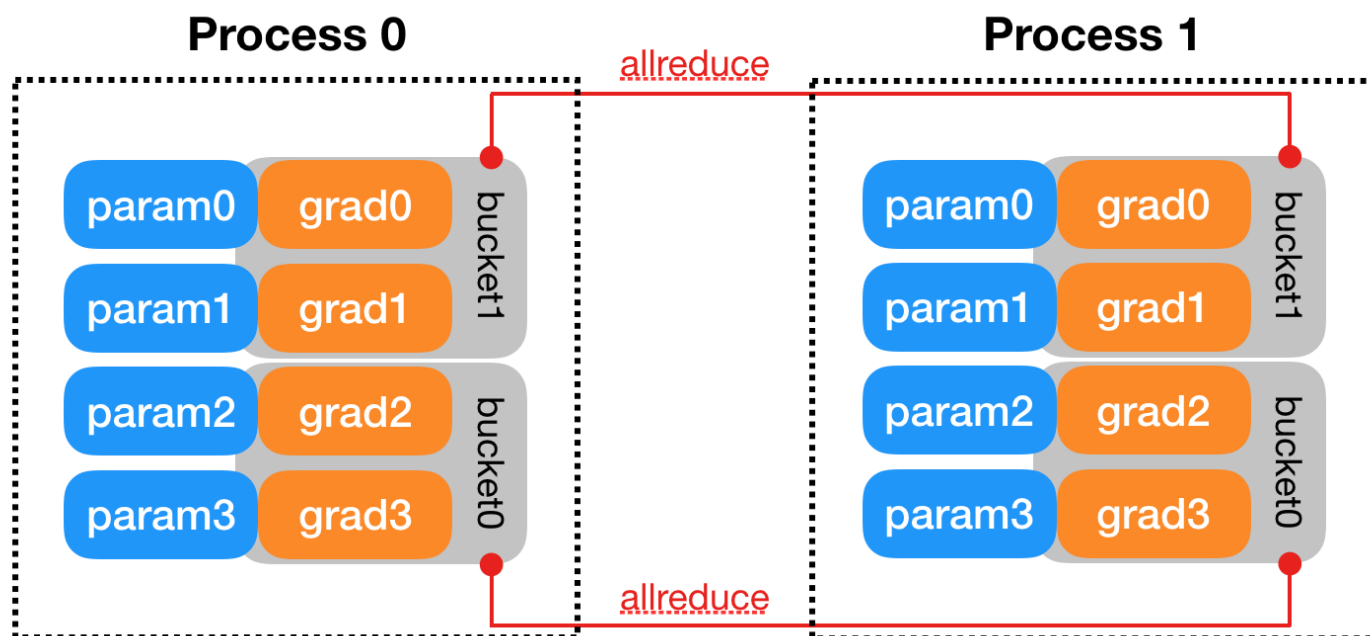 Process 0
Process 1
allreduce
param0 grad0
param1 grad1
bucket1
param2 grad2
param3 grad3
bucket0
param0 grad0
param1 grad1
bucket1
param2 grad2
param3 grad3
bucket0
allreduce